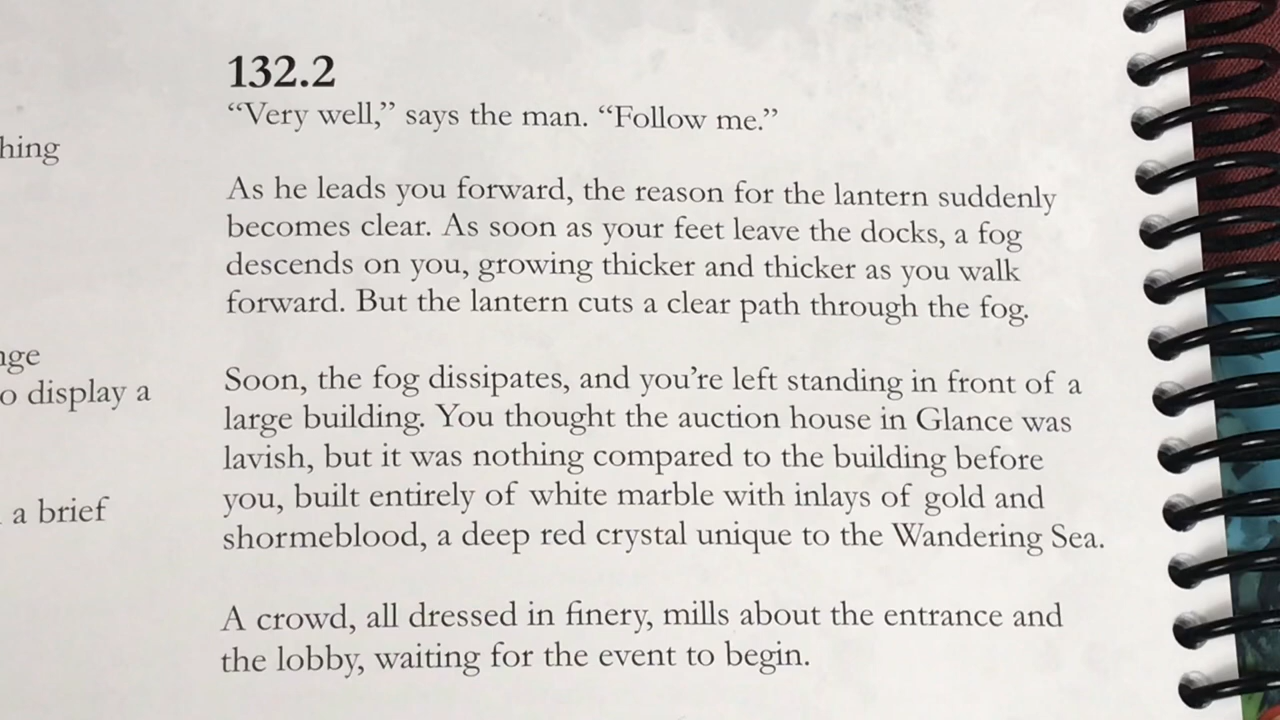 hing
nge
o display a
a brief
132.2
“Very well,” says the man. “Follow me.”
As he leads you forward, the reason for the lantern suddenly
becomes clear. As soon as your feet leave the docks, a fog
descends on you, growing thicker and thicker as you walk
forward. But the lantern cuts a clear path through the fog.
Soon, the fog dissipates, and you’re left standing in front of a
large building. You thought the auction house in Glance was
lavish, but it was nothing compared to the building before
you, built entirely of white marble with inlays of gold and
shormeblood, a deep red crystal unique to the Wandering Sea.
A crowd, all dressed in finery, mills about the entrance and
the lobby, waiting for the event to begin.